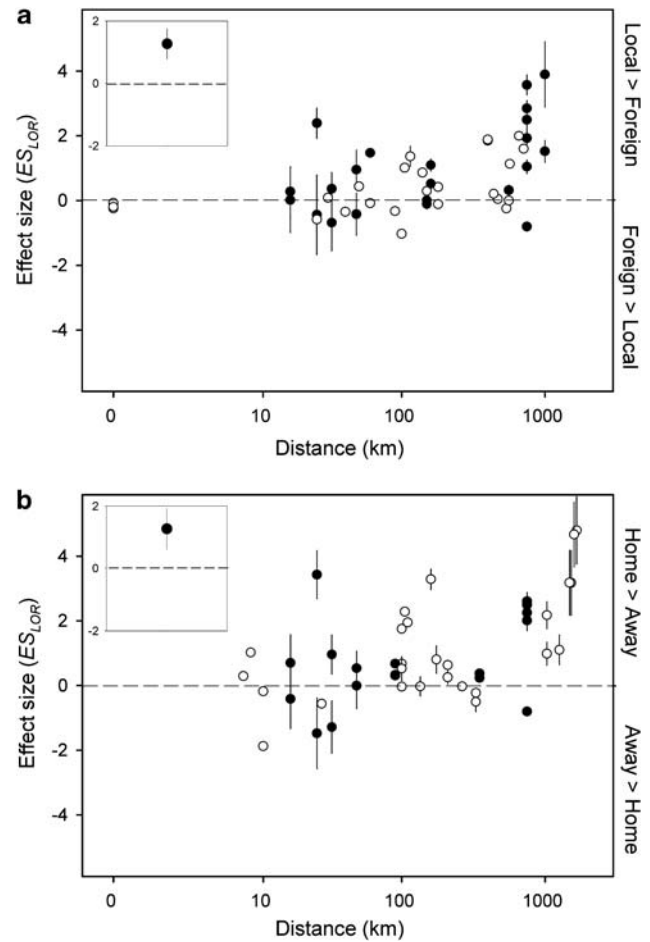 a
2
0
-2
4
2
0
-2
-4
Effect size (ES_LOR)
Local > Foreign
Foreign > Local
0
10
100
1000
Distance (km)
b
2
0
-2
4
2
0
-2
-4
Effect size (ES_LOR)
Home > Away
Away > Home
0
10
100
1000
Distance (km)